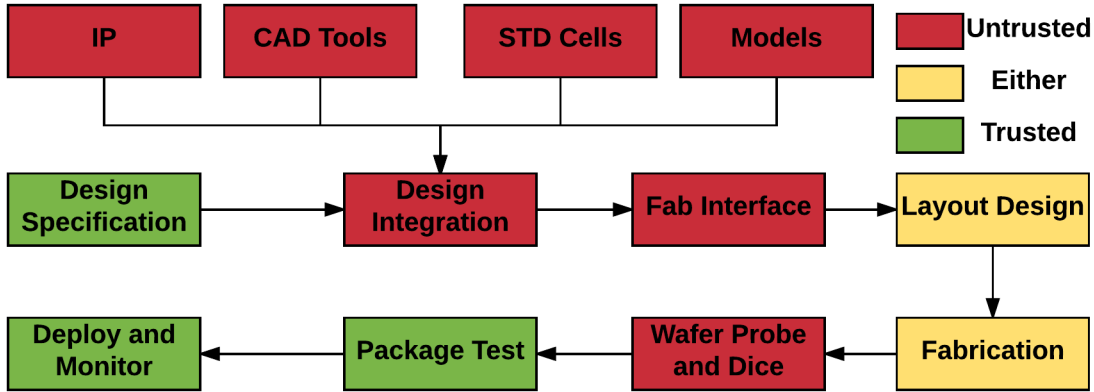 IP
CAD Tools
STD Cells
Models
Untrusted
Either
Trusted
Design
Specification
Design
Integration
Fab Interface
Layout Design
Deploy and
Monitor
Package Test
Wafer Probe
and Dice
Fabrication